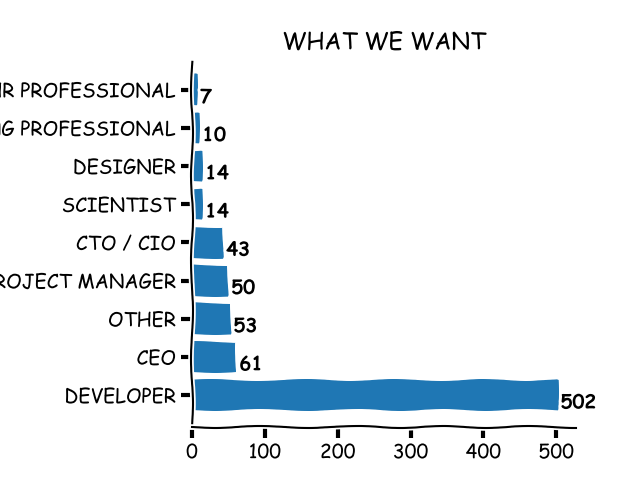 WHAT WE WANT
PROFESSIONAL 7
PROFESSIONAL 10
DESIGNER 14
SCIENTIST 14
CTO / CIO 43
ROJECT MANAGER 50
OTHER 53
CEO 61
DEVELOPER 502
0 100 200 300 400 500